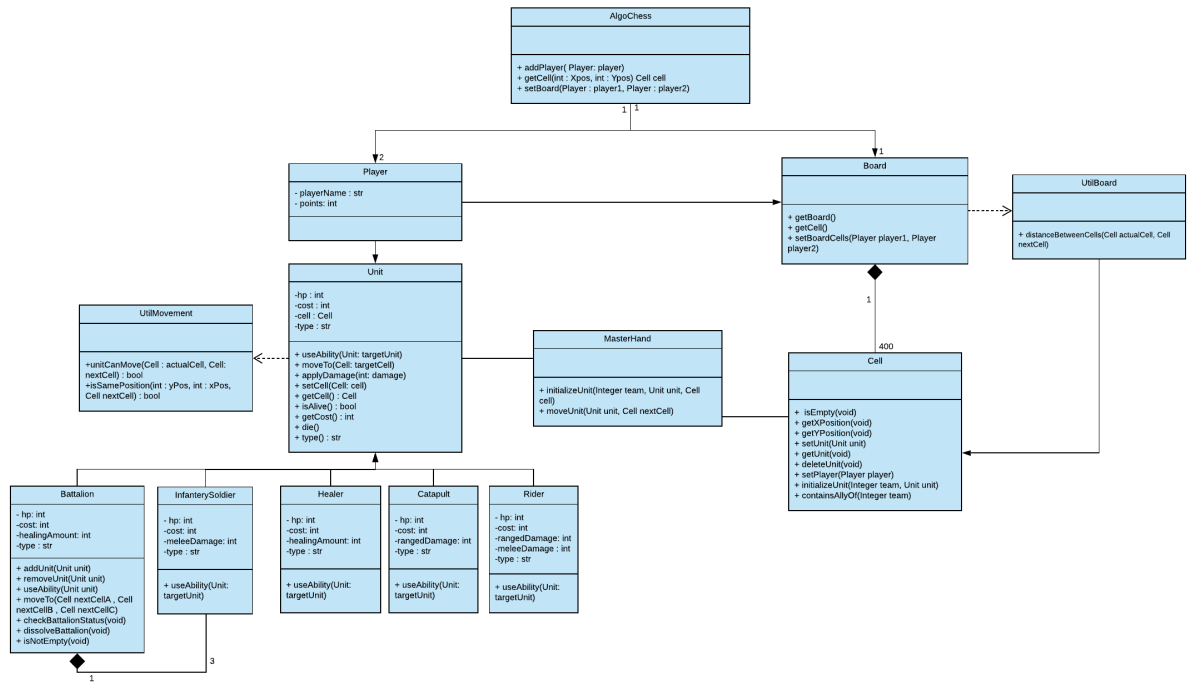 AlgoChess
+ addPlayer( Player: player)
+ getCell(int : Xpos, int : Ypos) Cell cell
+ setBoard(Player : player1, Player : player2)
1
1
2
1
Player
- playerName : str
- points: int
Board
+ getBoard()
+ getCell()
+ setBoardCells(Player player1, Player
player2)
UtilBoard
+ distanceBetweenCells(Cell actualCell, Cell
nextCell)
1
400
Unit
-hp : int
-cost : int
-cell : Cell
-type : str
+ useAbility(Unit: targetUnit)
+ moveTo(Cell: targetCell)
+ applyDamage(int: damage)
+ setCell(Cell: cell)
+ getCell() : Cell
+ isAlive() : bool
+ getCost() : int
+ die()
+ type() : str
UtilMovement
+unitCanMove(Cell : actualCell, Cell:
nextCell) : bool
+isSamePosition(int : yPos, int : xPos,
Cell nextCell) : bool
MasterHand
+ initializeUnit(Integer team, Unit unit, Cell
cell)
+ moveUnit(Unit unit, Cell nextCell)
Cell
+ isEmpty(void)
+ getXPosition(void)
+ getYPosition(void)
+ setUnit(Unit unit)
+ getUnit(void)
+ deleteUnit(void)
+ setPlayer(Player player)
+ initializeUnit(Integer team, Unit unit)
+ containsAllyOf(Integer team)
Battalion
- hp: int
-cost: int
-healingAmount: int
-type : str
+ addUnit(Unit unit)
+ removeUnit(Unit unit)
+ useAbility(Unit unit)
+ moveTo(Cell nextCellA , Cell
nextCellB , Cell nextCellC)
+ checkBattalionStatus(void)
+ dissolveBattalion(void)
+ isNotEmpty(void)
InfanterySoldier
- hp: int
-cost: int
-meleeDamage: int
-type : str
+ useAbility(Unit:
targetUnit)
Healer
- hp: int
-cost: int
-healingAmount: int
-type : str
+ useAbility(Unit:
targetUnit)
Catapult
- hp: int
-cost: int
-rangedDamage: int
-type : str
+ useAbility(Unit:
targetUnit)
Rider
- hp: int
-cost: int
-rangedDamage: int
-meleeDamage : int
-type : str
+ useAbility(Unit:
targetUnit)
3
1